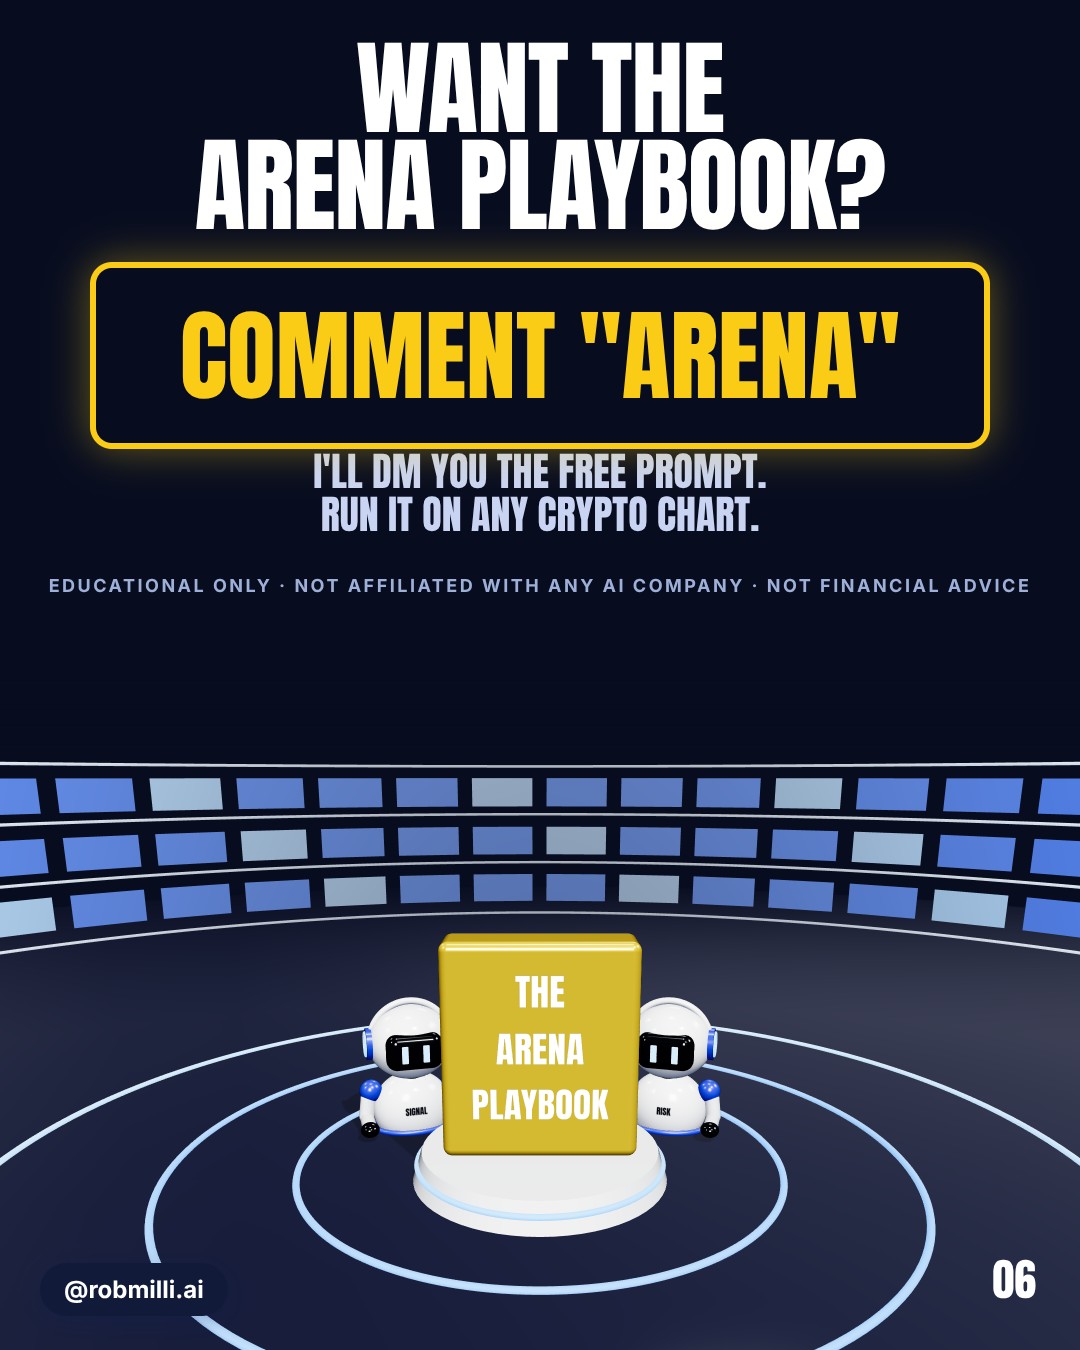 WANT THE
ARENA PLAYBOOK?
COMMENT "ARENA"
I'LL DM YOU THE FREE PROMPT.
RUN IT ON ANY CRYPTO CHART.
EDUCATIONAL ONLY · NOT AFFILIATED WITH ANY AI COMPANY · NOT FINANCIAL ADVICE
THE
ARENA
PLAYBOOK
SIGNAL
RISK
@robmilli.ai
06